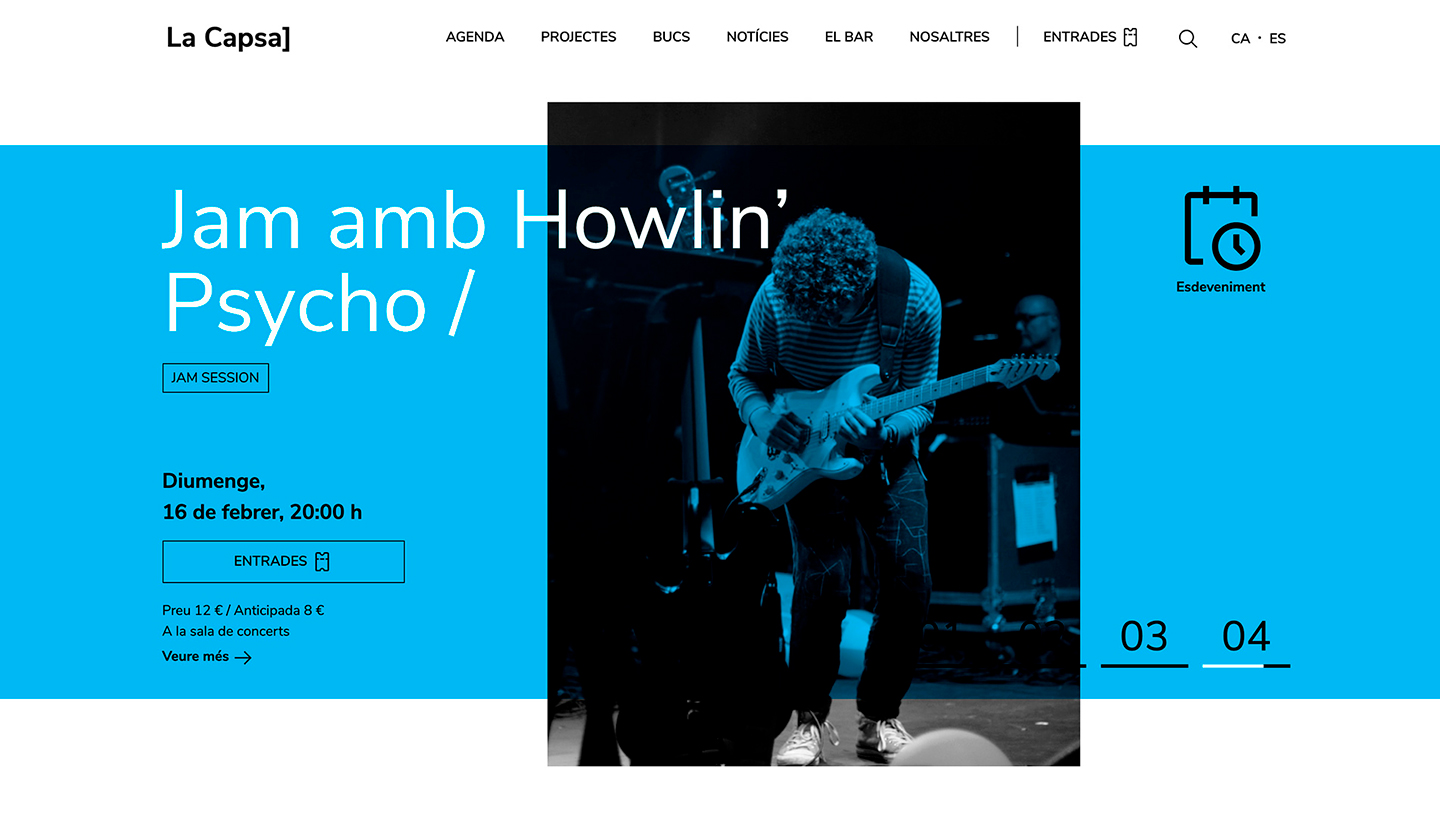 La Capsa]
AGENDA PROJECTES BUCS NOTÍCIES EL BAR NOSALTRES ENTRADES CA · ES
Jam amb Howlin’
Psycho /
Esdeveniment
JAM SESSION
Diumenge,
16 de febrer, 20:00 h
ENTRADES
Preu 12 € / Anticipada 8 €
A la sala de concerts
Veure més
03 04